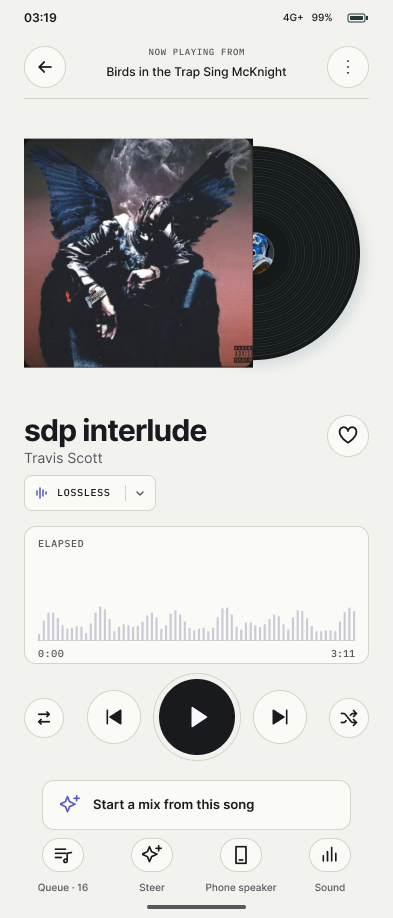 03:19
4G+ 99%
NOW PLAYING FROM
Birds in the Trap Sing McKnight
sdp interlude
Travis Scott
LOSSLESS
ELAPSED
0:00
3:11
Start a mix from this song
Queue · 16
Steer
Phone speaker
Sound